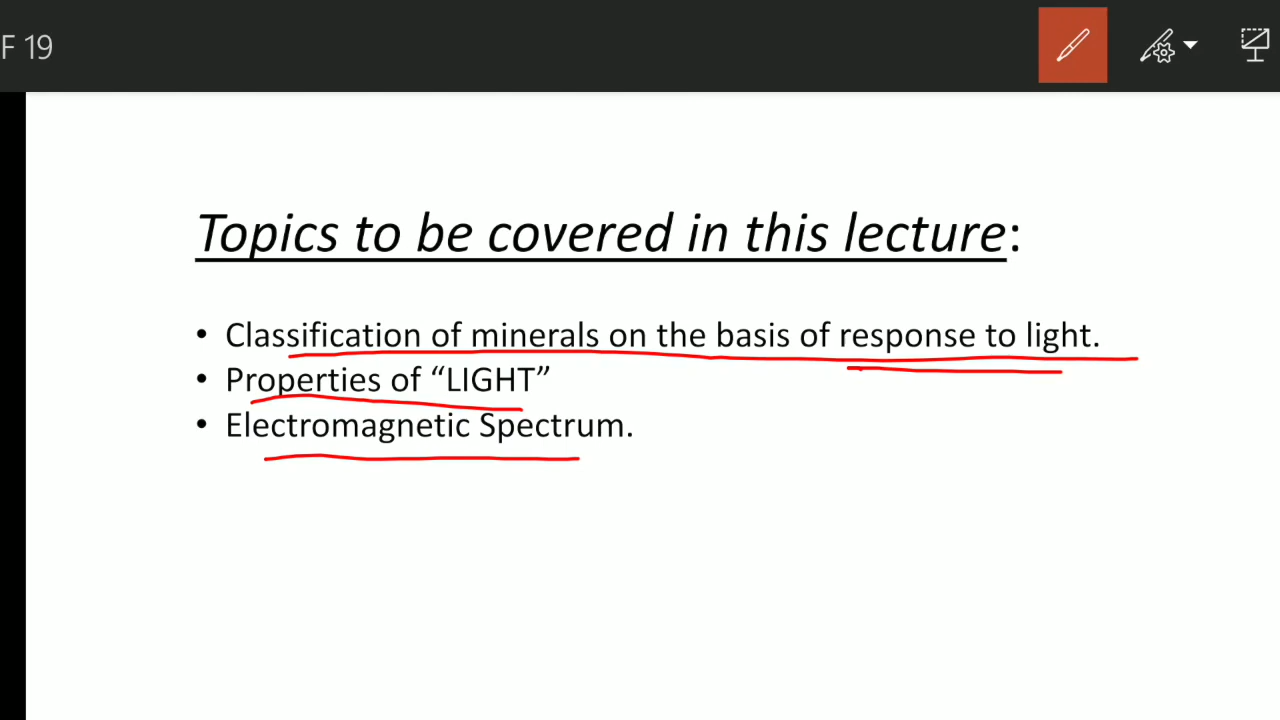 F 19
Topics to be covered in this lecture:
• Classification of minerals on the basis of response to light.
• Properties of “LIGHT”
• Electromagnetic Spectrum.